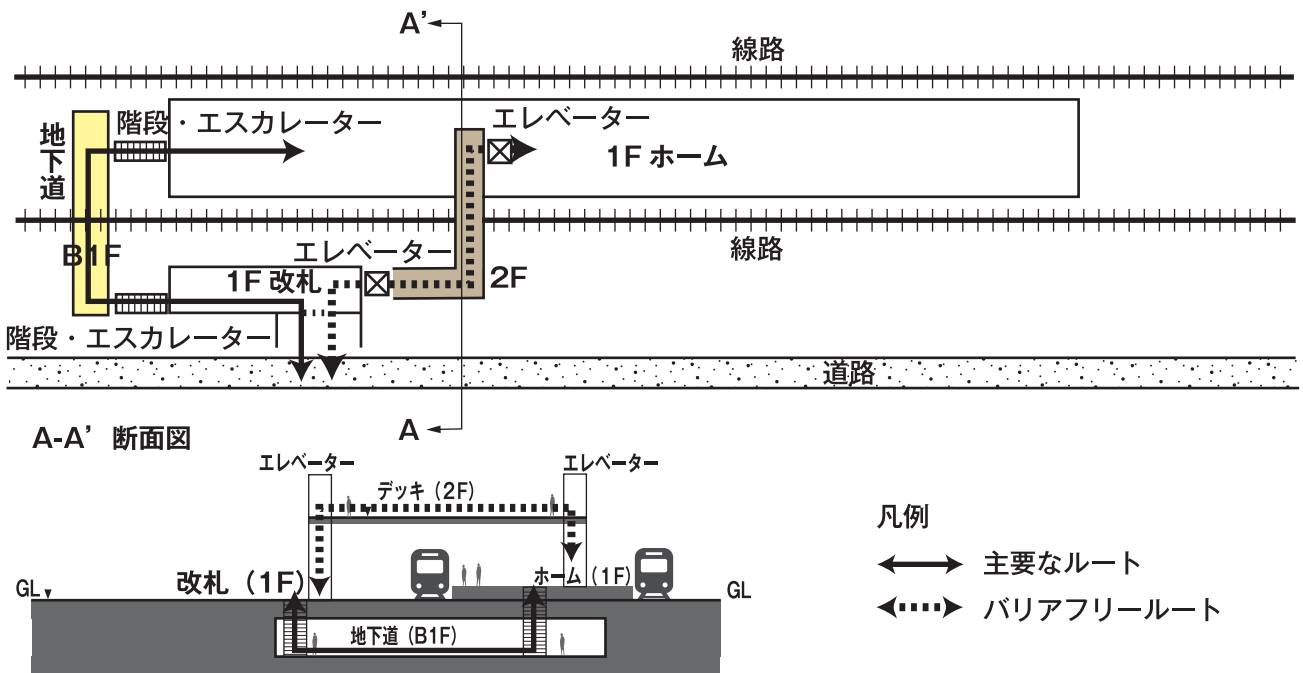 A’
線路
階段・エスカレーター
エレベーター
地下道
1F ホーム
B1F
エレベーター
線路
1F 改札
2F
階段・エスカレーター
道路
A
A-A’ 断面図
エレベーター
エレベーター
デッキ（2F）
凡例
主要なルート
改札（1F）
ホーム（1F）
GL
GL
バリアフリールート
地下道（B1F）